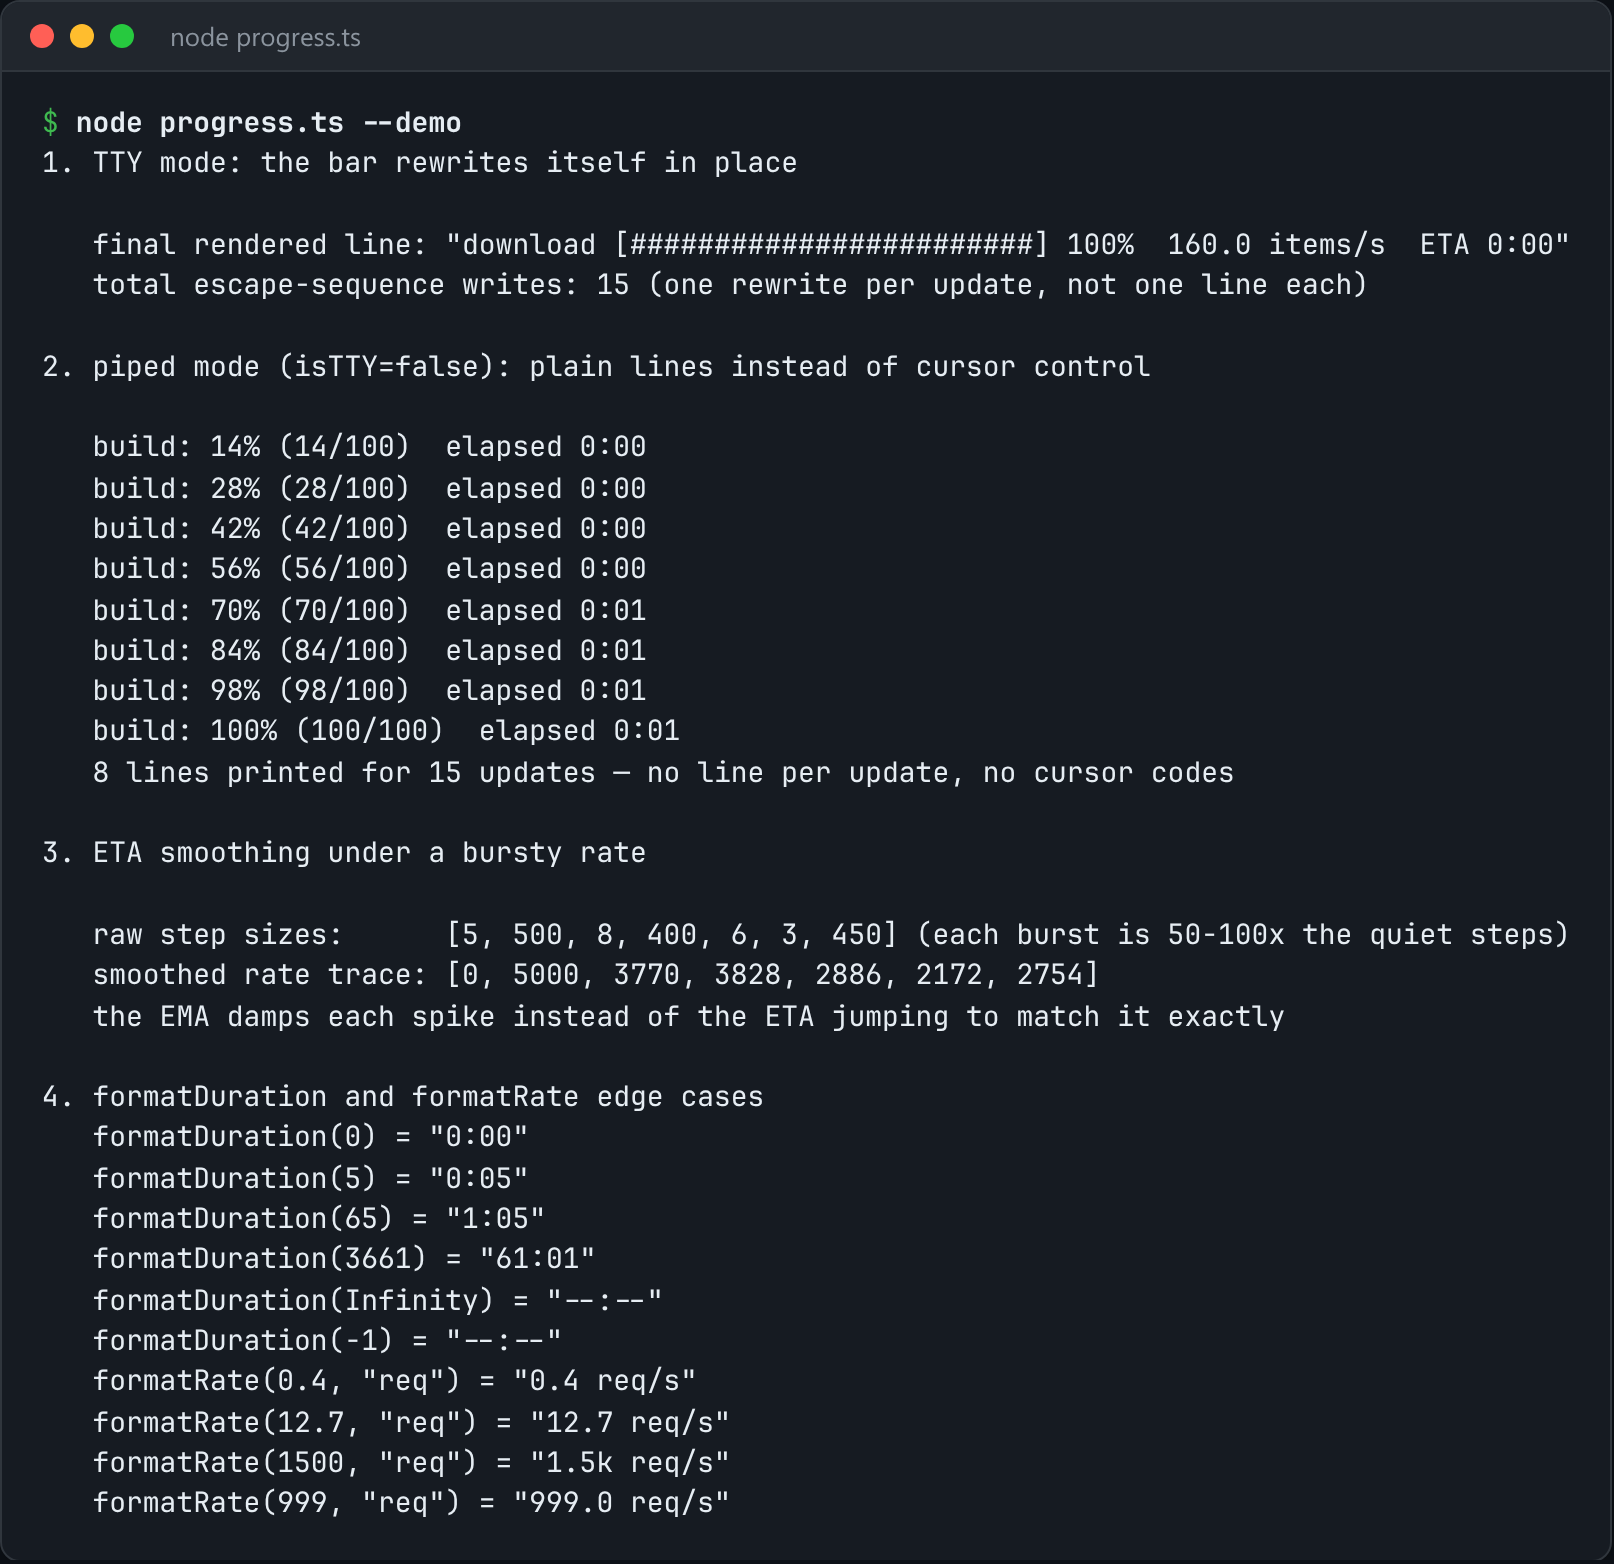 node progress.ts
$ node progress.ts --demo
1. TTY mode: the bar rewrites itself in place
final rendered line: "download [########################] 100%  160.0 items/s  ETA 0:00"
total escape-sequence writes: 15 (one rewrite per update, not one line each)
2. piped mode (isTTY=false): plain lines instead of cursor control
build: 14% (14/100)  elapsed 0:00
build: 28% (28/100)  elapsed 0:00
build: 42% (42/100)  elapsed 0:00
build: 56% (56/100)  elapsed 0:00
build: 70% (70/100)  elapsed 0:01
build: 84% (84/100)  elapsed 0:01
build: 98% (98/100)  elapsed 0:01
build: 100% (100/100)  elapsed 0:01
8 lines printed for 15 updates — no line per update, no cursor codes
3. ETA smoothing under a bursty rate
raw step sizes:      [5, 500, 8, 400, 6, 3, 450] (each burst is 50-100x the quiet steps)
smoothed rate trace: [0, 5000, 3770, 3828, 2886, 2172, 2754]
the EMA damps each spike instead of the ETA jumping to match it exactly
4. formatDuration and formatRate edge cases
formatDuration(0) = "0:00"
formatDuration(5) = "0:05"
formatDuration(65) = "1:05"
formatDuration(3661) = "61:01"
formatDuration(Infinity) = "--:--"
formatDuration(-1) = "--:--"
formatRate(0.4, "req") = "0.4 req/s"
formatRate(12.7, "req") = "12.7 req/s"
formatRate(1500, "req") = "1.5k req/s"
formatRate(999, "req") = "999.0 req/s"